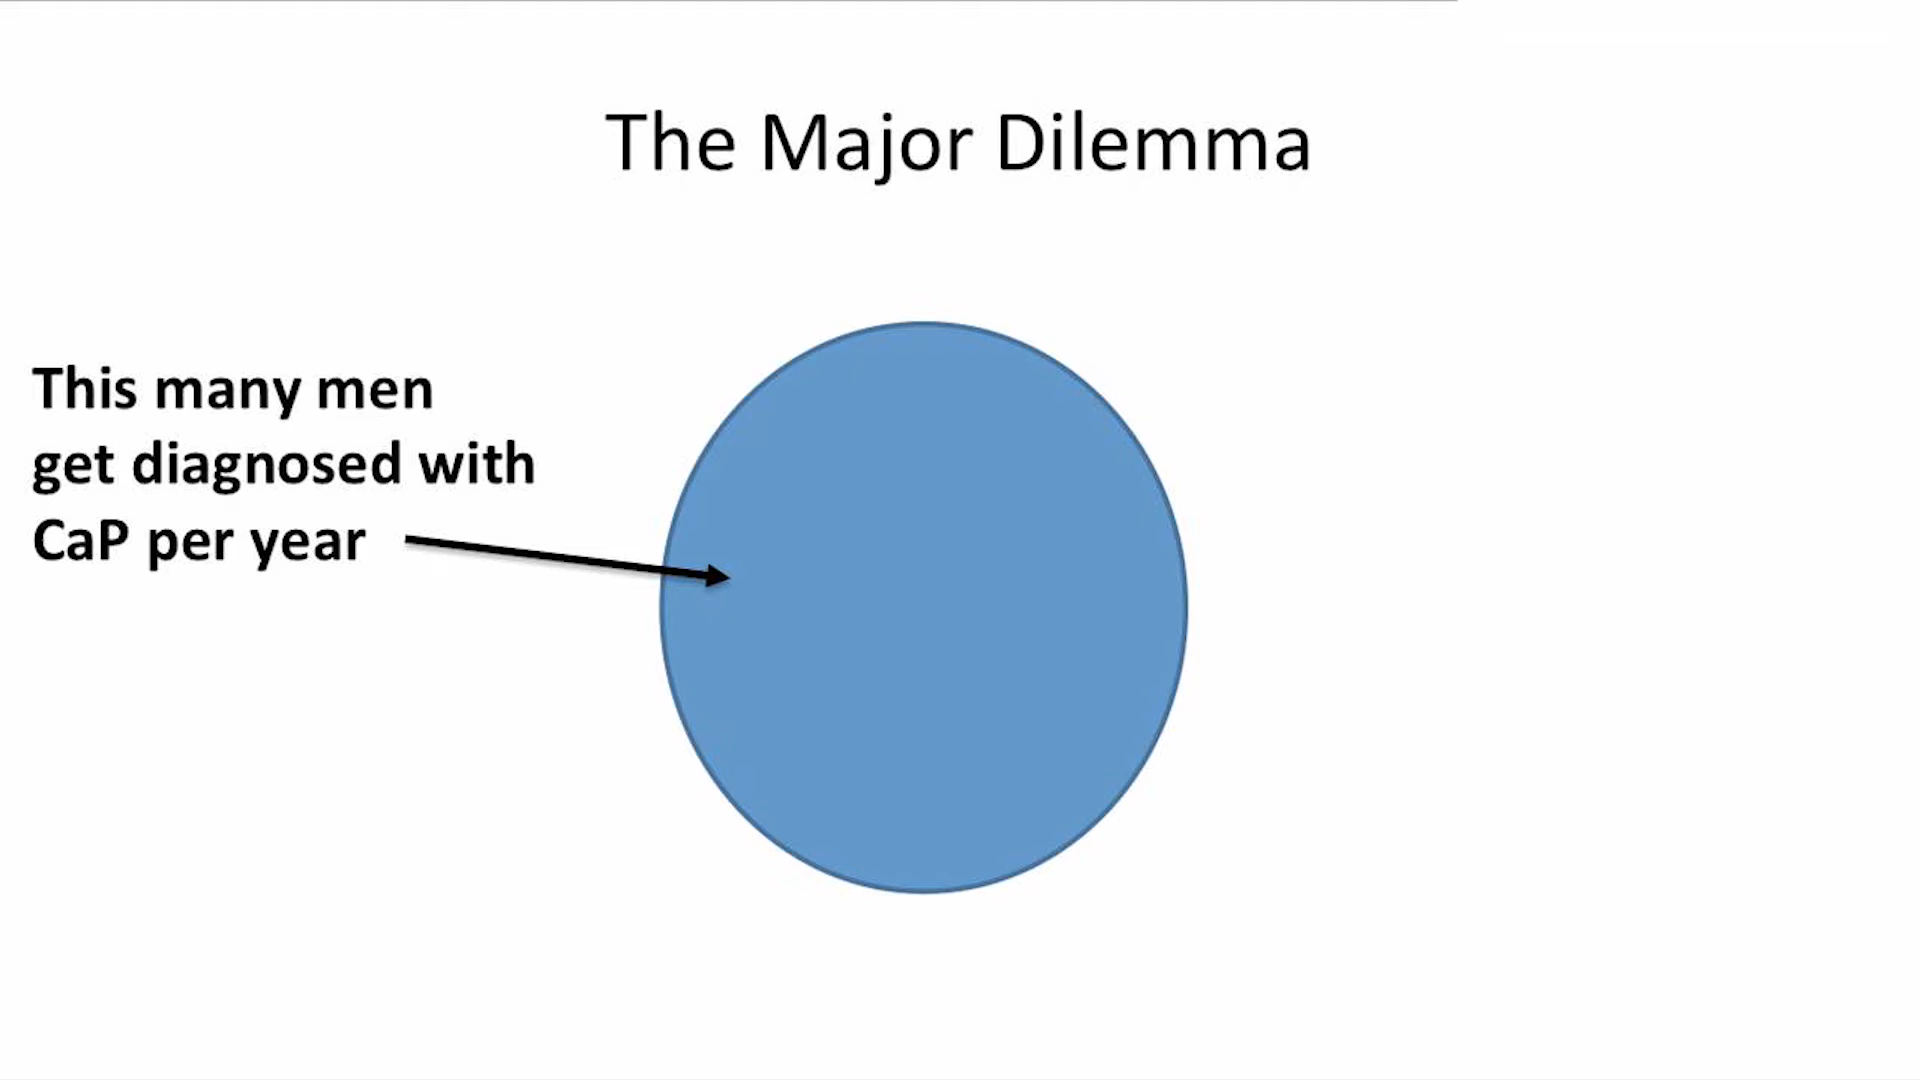 The Major Dilemma
This many men
get diagnosed with
CaP per year